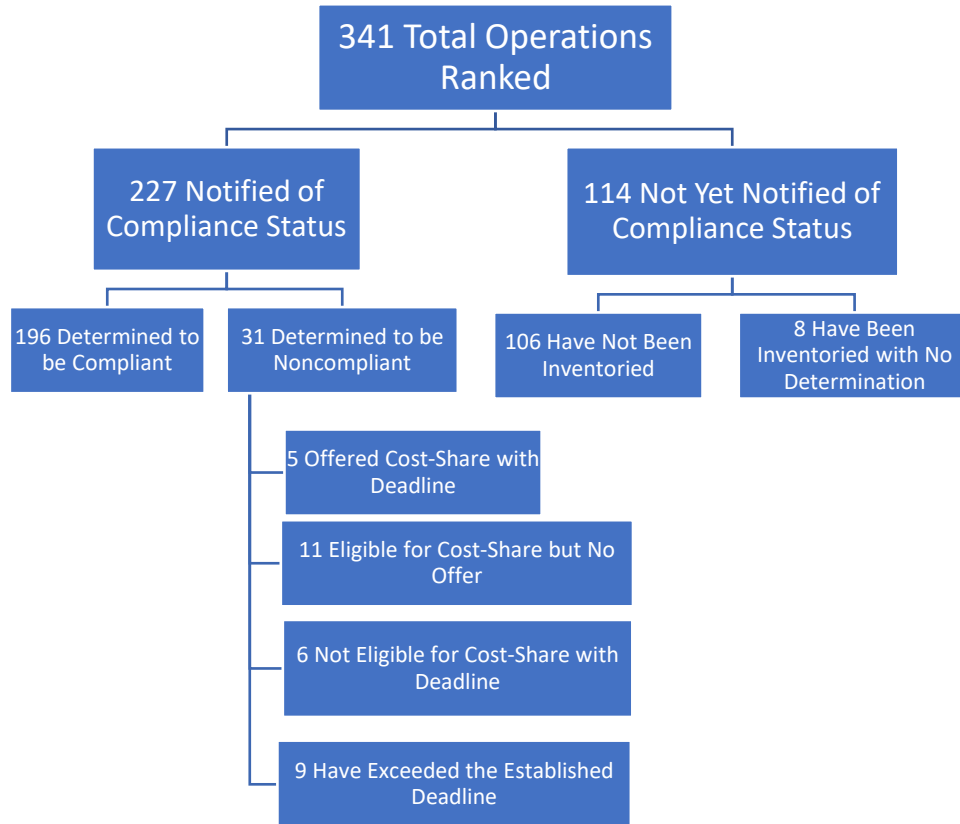 341 Total Operations
Ranked
227 Notified of
Compliance Status
114 Not Yet Notified of
Compliance Status
196 Determined to
be Compliant
31 Determined to be
Noncompliant
106 Have Not Been
Inventoried
8 Have Been
Inventoried with No
Determination
5 Offered Cost-Share with
Deadline
11 Eligible for Cost-Share but No
Offer
6 Not Eligible for Cost-Share with
Deadline
9 Have Exceeded the Established
Deadline